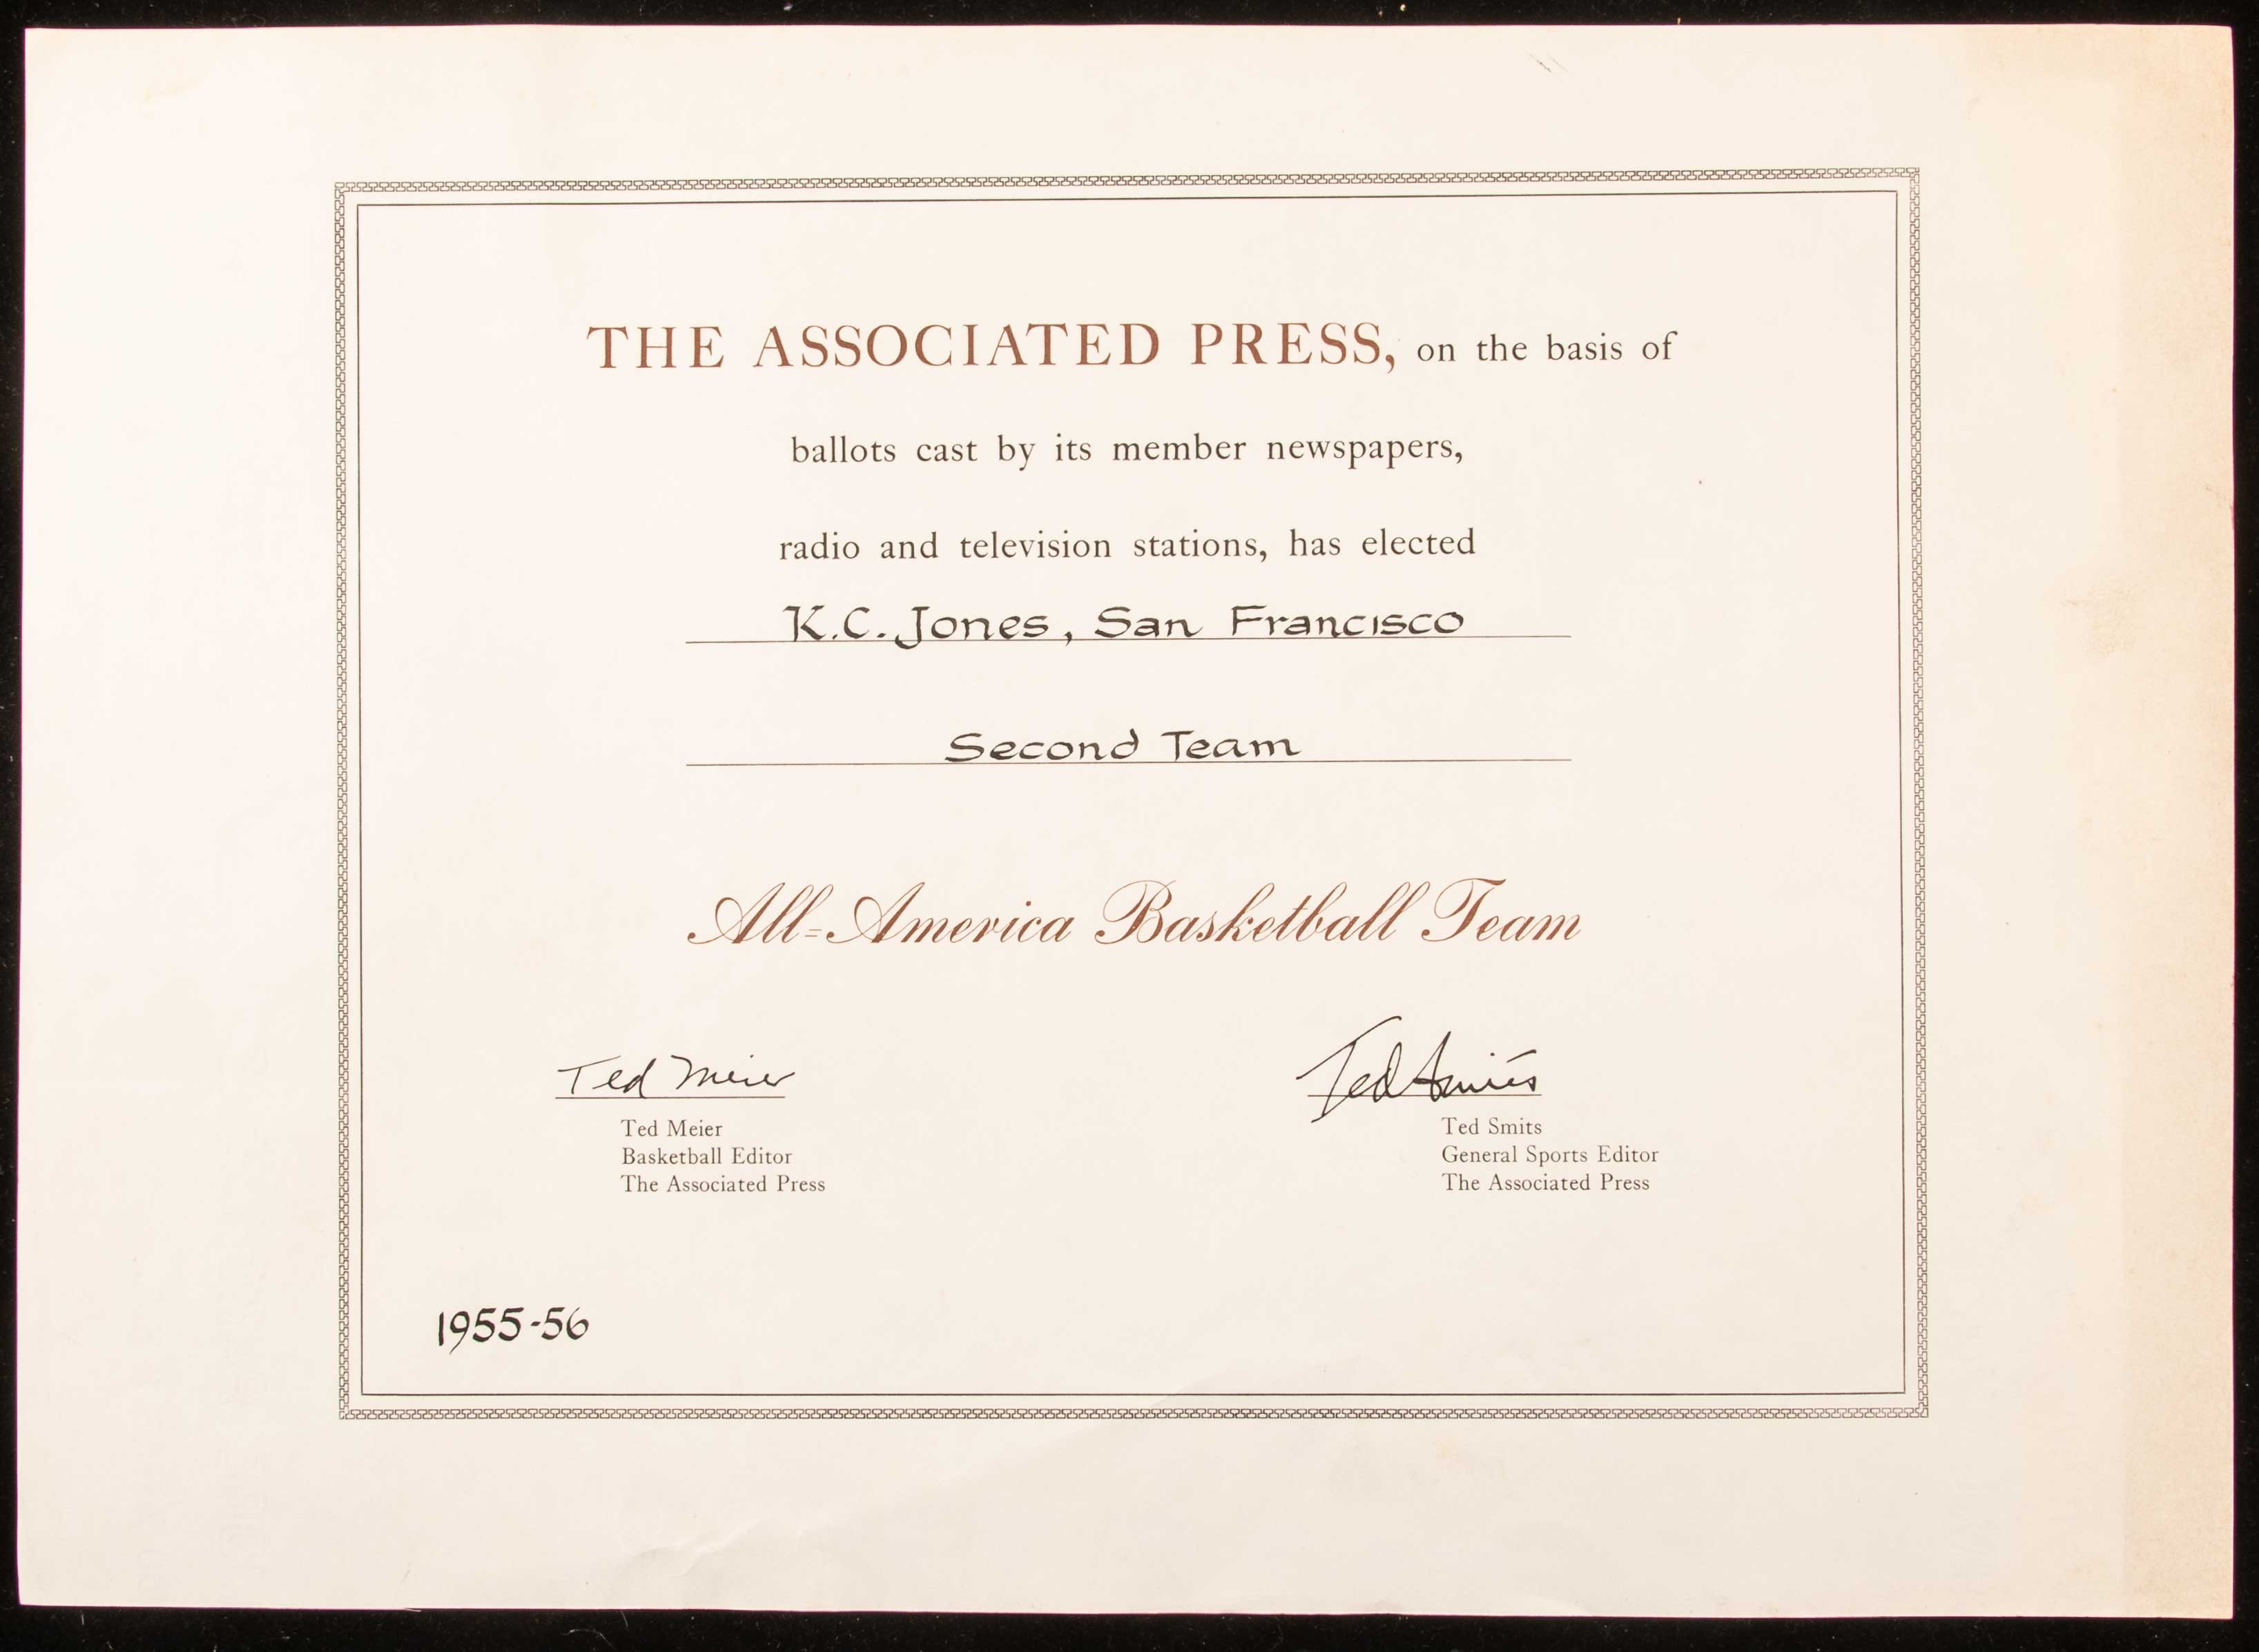 THE ASSOCIATED PRESS, on the basis of
ballots cast by its member newspapers,
radio and television stations, has elected
K.C. Jones, San Francisco
Second Team
All-America Basketball Team
Ted Meier
Ted Meier
Basketball Editor
The Associated Press
Ted Smits
Ted Smits
General Sports Editor
The Associated Press
1955-56